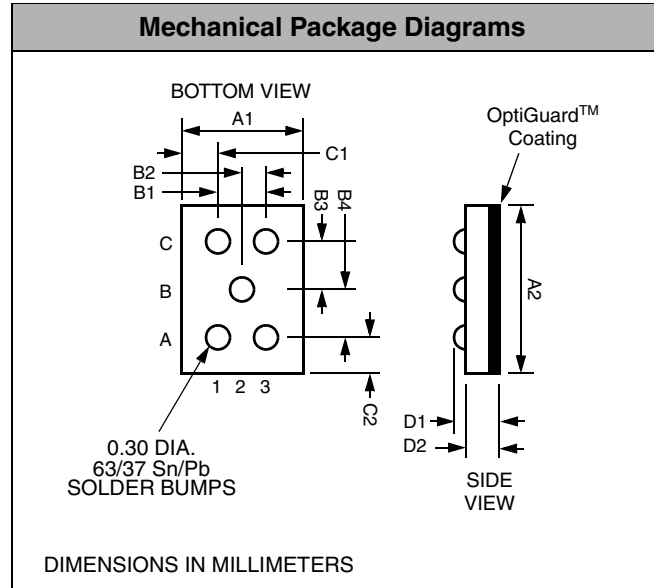 Mechanical Package Diagrams
BOTTOM VIEW
A1
OptiGuard™
Coating
C1
B2
B1
B3
B4
C
B
A
1 2 3
C2
A2
D1
D2
0.30 DIA.
63/37 Sn/Pb
SOLDER BUMPS
SIDE
VIEW
DIMENSIONS IN MILLIMETERS